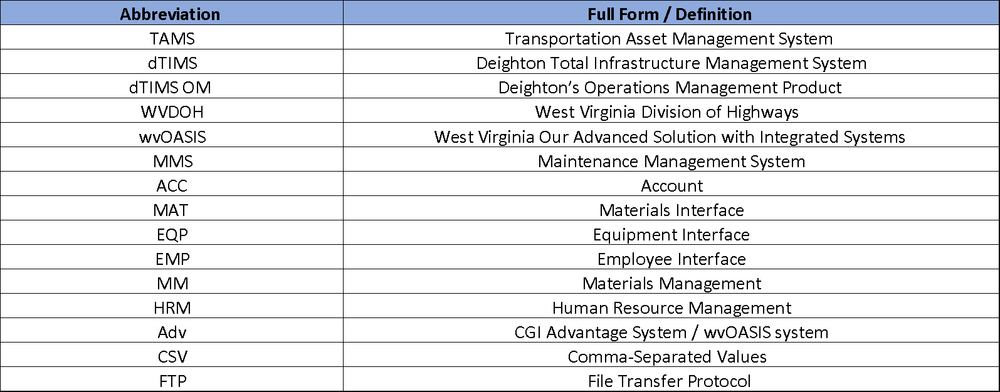 Abbreviation Full Form / Definition
TAMS Transportation Asset Management System
dTIMS Deighton Total Infrastructure Management System
dTIMS OM Deighton’s Operations Management Product
WVDOH West Virginia Division of Highways
wvOASIS West Virginia Our Advanced Solution with Integrated Systems
MMS Maintenance Management System
ACC Account
MAT Materials Interface
EQP Equipment Interface
EMP Employee Interface
MM Materials Management
HRM Human Resource Management
Adv CGI Advantage System / wvOASIS system
CSV Comma-Separated Values
FTP File Transfer Protocol